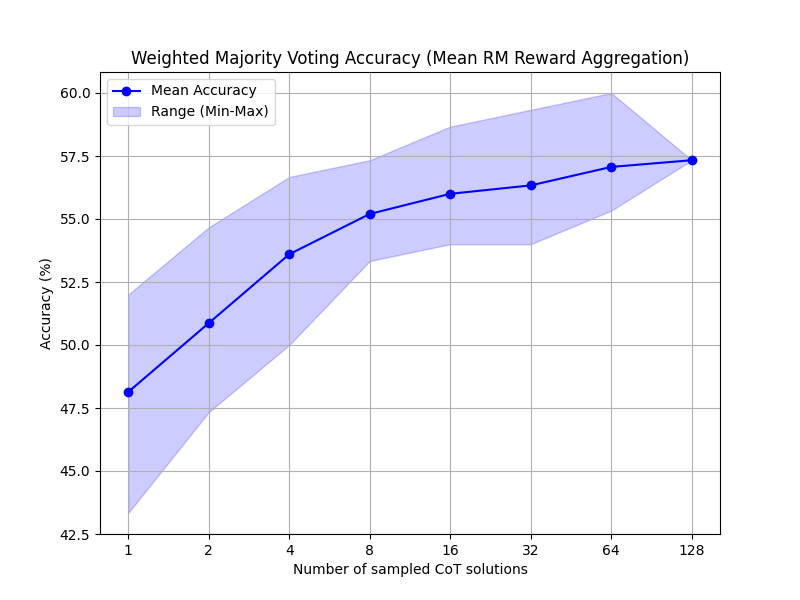 Weighted Majority Voting Accuracy (Mean RM Reward Aggregation)
Mean Accuracy
Range (Min-Max)
Accuracy (%)
60.0
57.5
55.0
52.5
50.0
47.5
45.0
42.5
1 2 4 8 16 32 64 128
Number of sampled CoT solutions